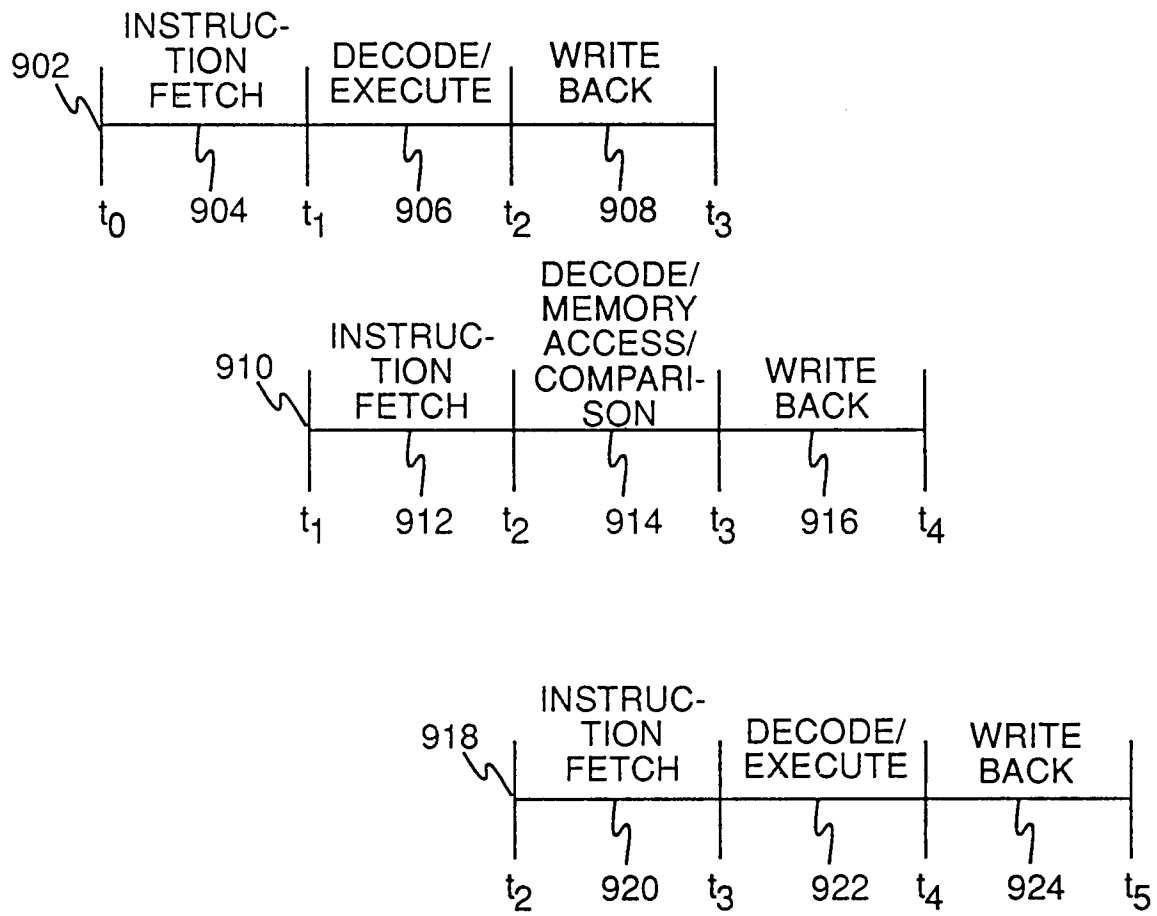 INSTRUC-
TION
FETCH
DECODE/
EXECUTE
WRITE
BACK
902
t0 904 t1 906 t2 908 t3
INSTRUC-
TION
FETCH
DECODE/
MEMORY
ACCESS/
COMPARI-
SON
WRITE
BACK
910
t1 912 t2 914 t3 916 t4
INSTRUC-
TION
FETCH
DECODE/
EXECUTE
WRITE
BACK
918
t2 920 t3 922 t4 924 t5